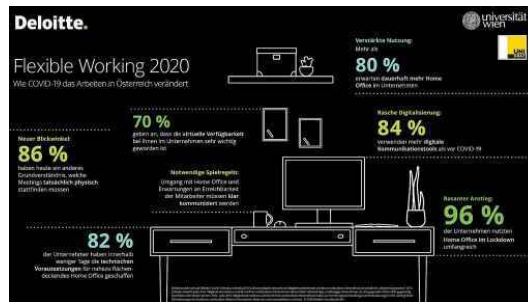 Deloitte.
universität
wien
Flexible Working 2020
Wie COVID-19 das Arbeiten in Österreich verändert
Verstärkte Nutzung:
Mehr als
80 %
erwarten dauerhaft mehr Home
Office im Unternehmen
70 %
geben an, dass die virtuelle Verfügbarkeit
bei ihnen im Unternehmen sehr wichtig
geworden ist
Rasche Digitalisierung:
84 %
verwenden mehr digitale
Kommunikationstools als vor COVID-19
Neuer Blickwinkel:
86 %
haben heute ein anderes
Grundverständnis, welche
Meetings tatsächlich physisch
stattfinden müssen
Notwendige Spielregeln:
Umgang mit Home Office und
Erwartungen an Erreichbarkeit
der Mitarbeiter müssen klar
kommuniziert werden
Rasanter Anstieg:
96 %
der Unternehmen nutzten
Home Office im Lockdown
umfangreich
82 %
der Unternehmen haben innerhalb
weniger Tage die technischen
Voraussetzungen für nahezu flächen-
deckendes Home Office geschaffen